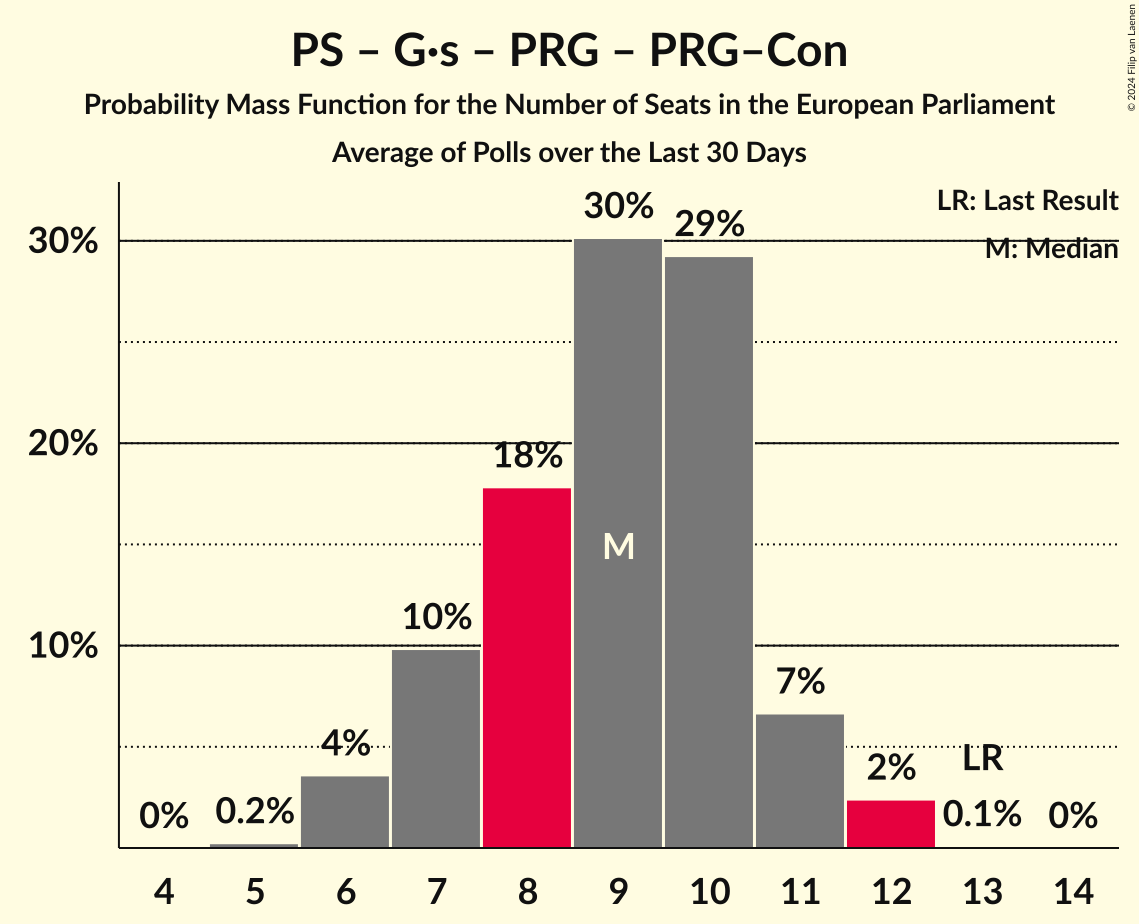 PS – G•s – PRG – PRG–Con
Probability Mass Function for the Number of Seats in the European Parliament
Average of Polls over the Last 30 Days
© 2024 Filip van Laenen
LR: Last Result
M: Median
30%
20%
10%
0%
0.2%
4%
10%
18%
30%
29%
7%
2%
0.1%
0%
M
LR
4 5 6 7 8 9 10 11 12 13 14